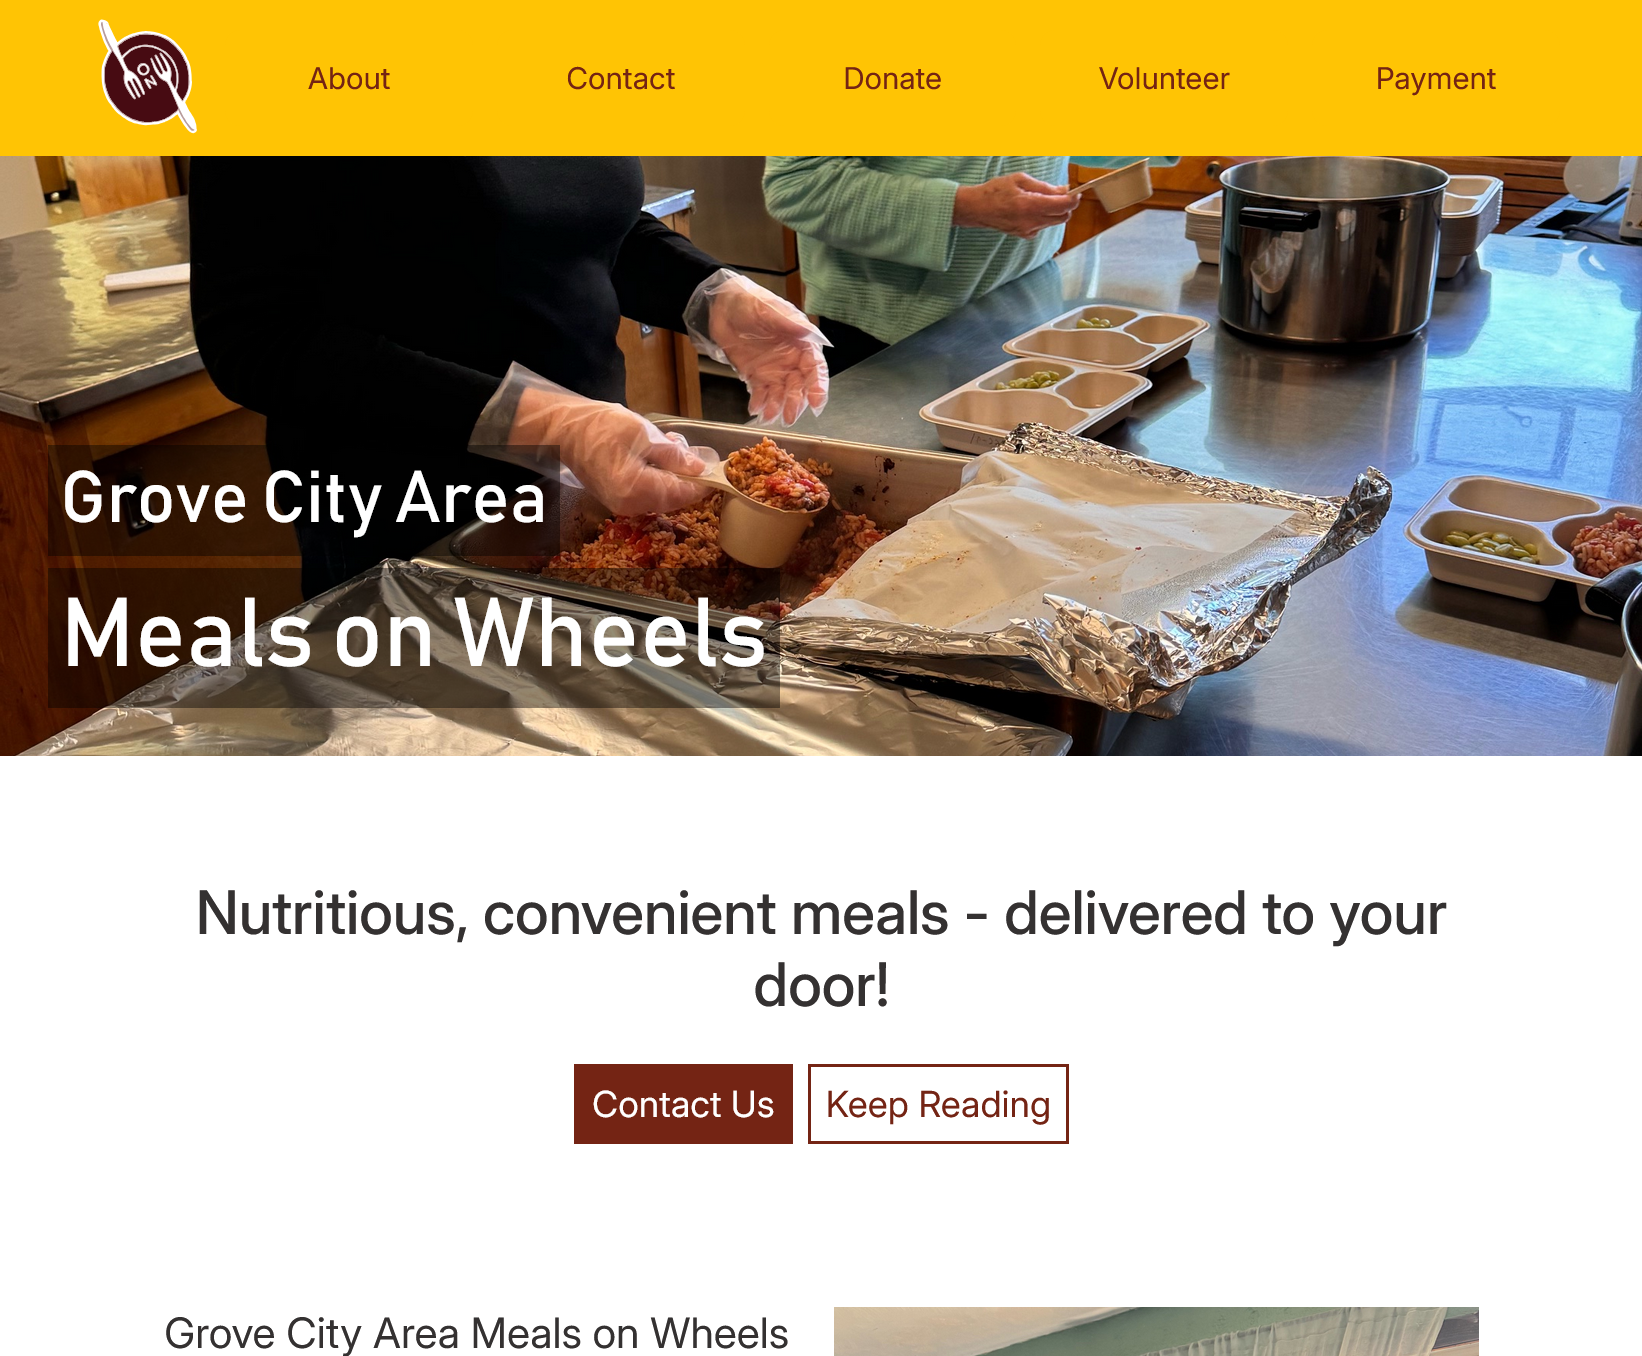 About
Contact
Donate
Volunteer
Payment
Grove City Area
Meals on Wheels
Nutritious, convenient meals - delivered to your
door!
Contact Us
Keep Reading
Grove City Area Meals on Wheels